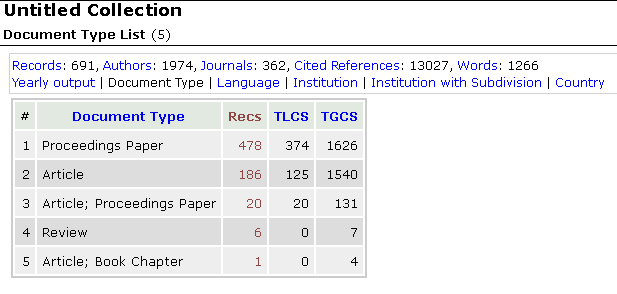 Untitled Collection
Document Type List (5)
Records: 691, Authors: 1974, Journals: 362, Cited References: 13027, Words: 1266
Yearly output | Document Type | Language | Institution | Institution with Subdivision | Country
# Document Type Recs TLCS TGCS
1 Proceedings Paper 478 374 1626
2 Article 186 125 1540
3 Article; Proceedings Paper 20 20 131
4 Review 6 0 7
5 Article; Book Chapter 1 0 4